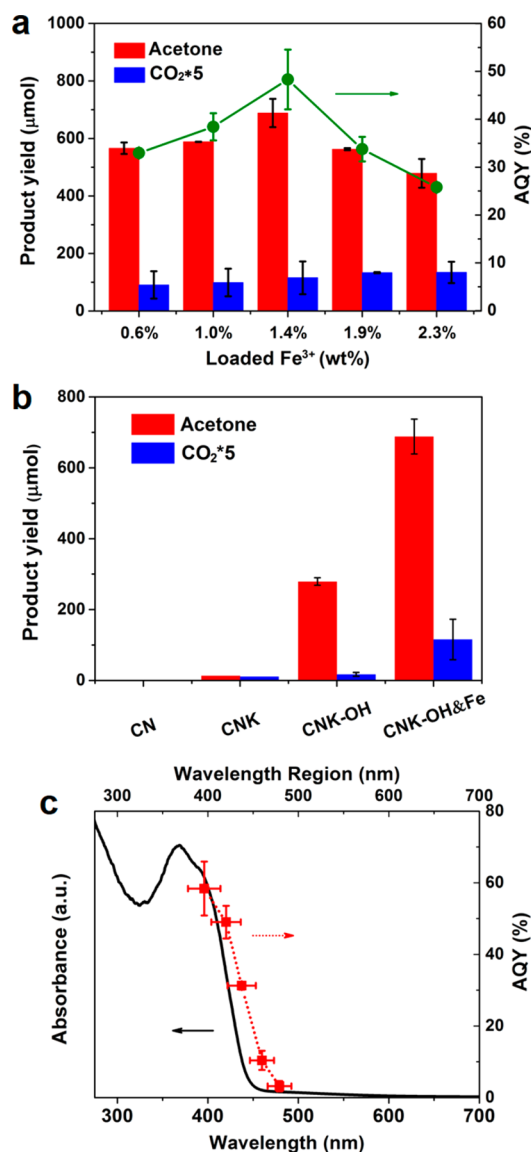 a
Acetone
CO₂*5
Product yield (μmol)
1000
800
600
400
200
0
60
50
40
30
20
10
0
AQY (%)
0.6%
1.0%
1.4%
1.9%
2.3%
Loaded Fe³⁺ (wt%)
b
Acetone
CO₂*5
Product yield (μmol)
800
600
400
200
0
CN
CNK
CNK-OH
CNK-OH&Fe
c
Wavelength Region (nm)
300
400
500
600
700
Absorbance (a.u.)
80
60
40
20
0
AQY (%)
300
400
500
600
700
Wavelength (nm)